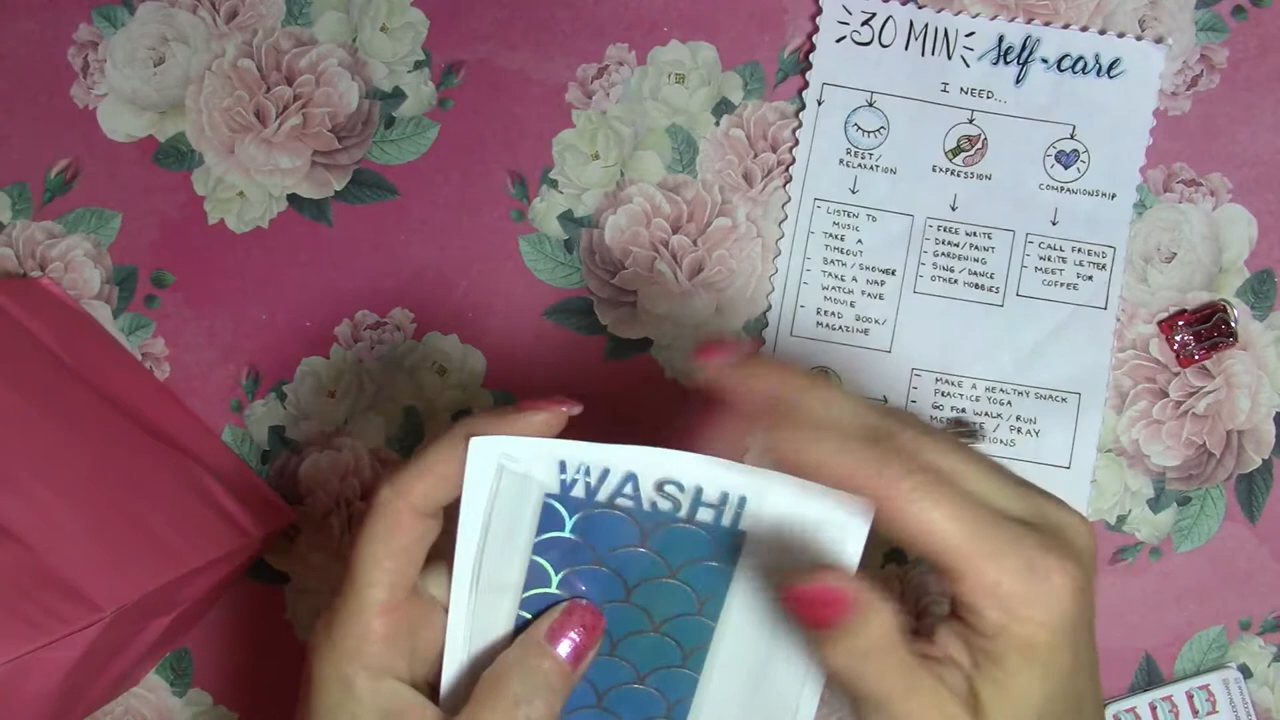 30 MIN self-care
I NEED...
REST/
RELAXATION
EXPRESSION
COMPANIONSHIP
- LISTEN TO
MUSIC
- TAKE A
TIMEOUT
- BATH/SHOWER
- TAKE A NAP
- WATCH FAVE
MOVIE
- READ BOOK/
MAGAZINE
- FREE WRITE
- DRAW/PAINT
- GARDENING
- SING/DANCE
- OTHER HOBBIES
- CALL FRIEND
- WRITE LETTER
- MEET FOR
COFFEE
- MAKE A HEALTHY SNACK
- PRACTICE YOGA
- GO FOR WALK/RUN
/ PRAY
WASHI